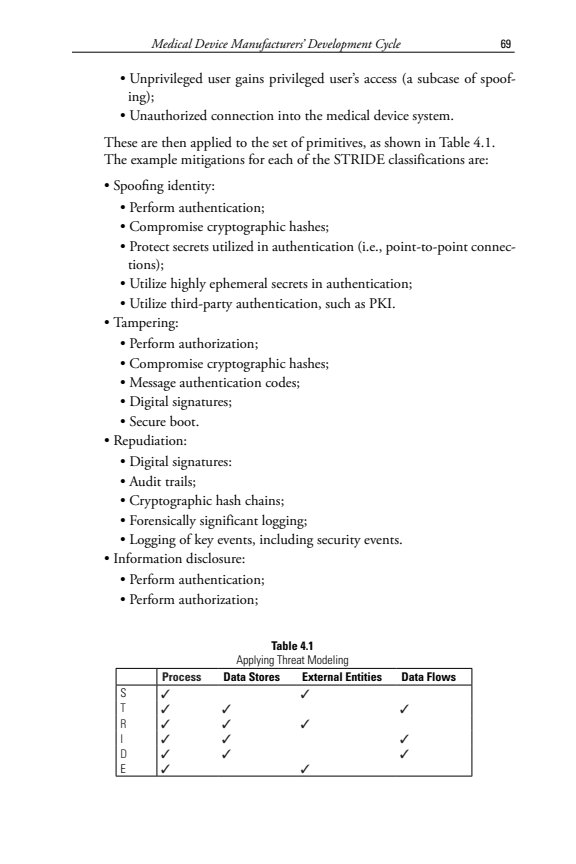 Medical Device Manufacturers' Development Cycle 69
• Unprivileged user gains privileged user's access (a subcase of spoof-
ing);
• Unauthorized connection into the medical device system.
These are then applied to the set of primitives, as shown in Table 4.1.
The example mitigations for each of the STRIDE classifications are:
• Spoofing identity:
• Perform authentication;
• Compromise cryptographic hashes;
• Protect secrets utilized in authentication (i.e., point-to-point connec-
tions);
• Utilize highly ephemeral secrets in authentication;
• Utilize third-party authentication, such as PKI.
• Tampering:
• Perform authorization;
• Compromise cryptographic hashes;
• Message authentication codes;
• Digital signatures;
• Secure boot.
• Repudiation:
• Digital signatures:
• Audit trails;
• Cryptographic hash chains;
• Forensically significant logging;
• Logging of key events, including security events.
• Information disclosure:
• Perform authentication;
• Perform authorization;
Table 4.1
Applying Threat Modeling
Process Data Stores External Entities Data Flows
S ✓ ✓
T ✓ ✓ ✓
R ✓ ✓ ✓
I ✓ ✓ ✓
D ✓ ✓ ✓
E ✓ ✓